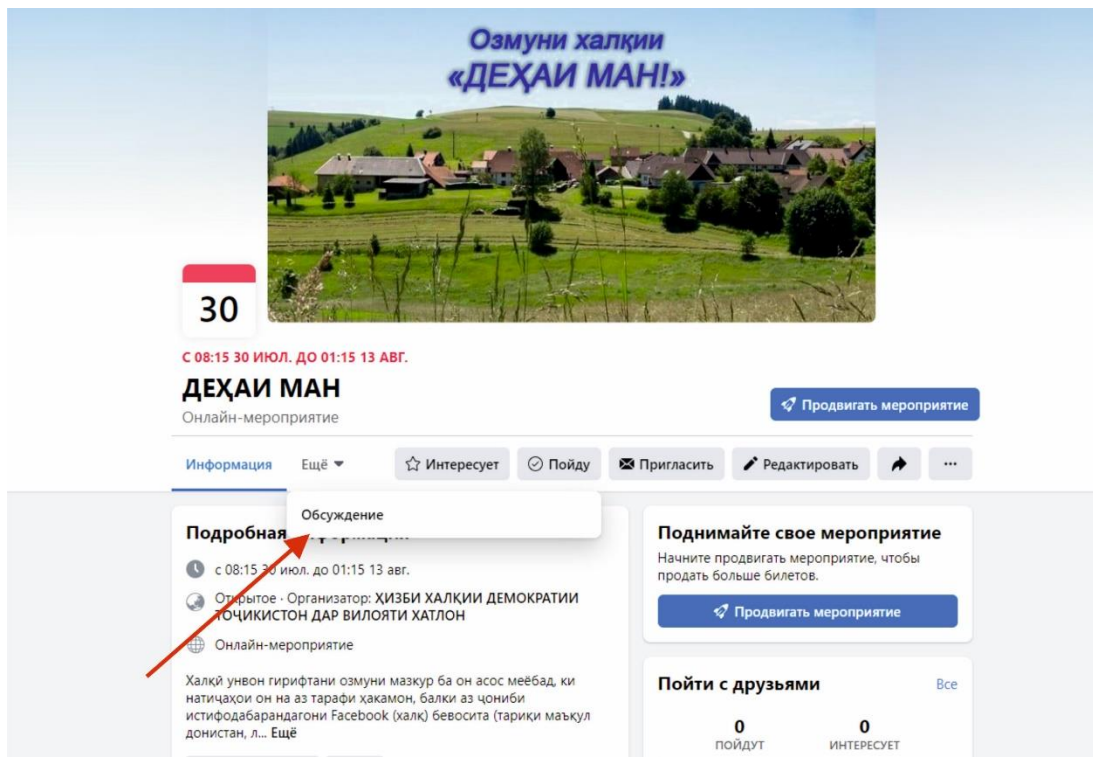 Озмуни халқии
«ДЕҲАИ МАН!»
30
С 08:15 30 ИЮЛ. ДО 01:15 13 АВГ.
ДЕҲАИ МАН
Онлайн-мероприятие
Продвигать мероприятие
Информация Ещё Интересует Пойду Пригласить Редактировать
Обсуждение
Подробная
с 08:15 30 июл. до 01:15 13 авг.
Открытое · Организатор: ҲИЗБИ ХАЛҚИИ ДЕМОКРАТИИ
ТОҶИКИСТОН ДАР ВИЛОЯТИ ХАТЛОН
Онлайн-мероприятие
Халқӣ унвон гирифтани озмуни мазкур ба он асос меёбад, ки
натиҷаҳои он на аз тарафи ҳакамон, балки аз ҷониби
истифодабарандагони Facebook (халқ) бевосита (тариқи маъқул
донистан, л... Ещё
Поднимайте свое мероприятие
Начните продвигать мероприятие, чтобы
продать больше билетов.
Продвигать мероприятие
Пойти с друзьями Все
0 0
ПОЙДУТ ИНТЕРЕСУЕТ